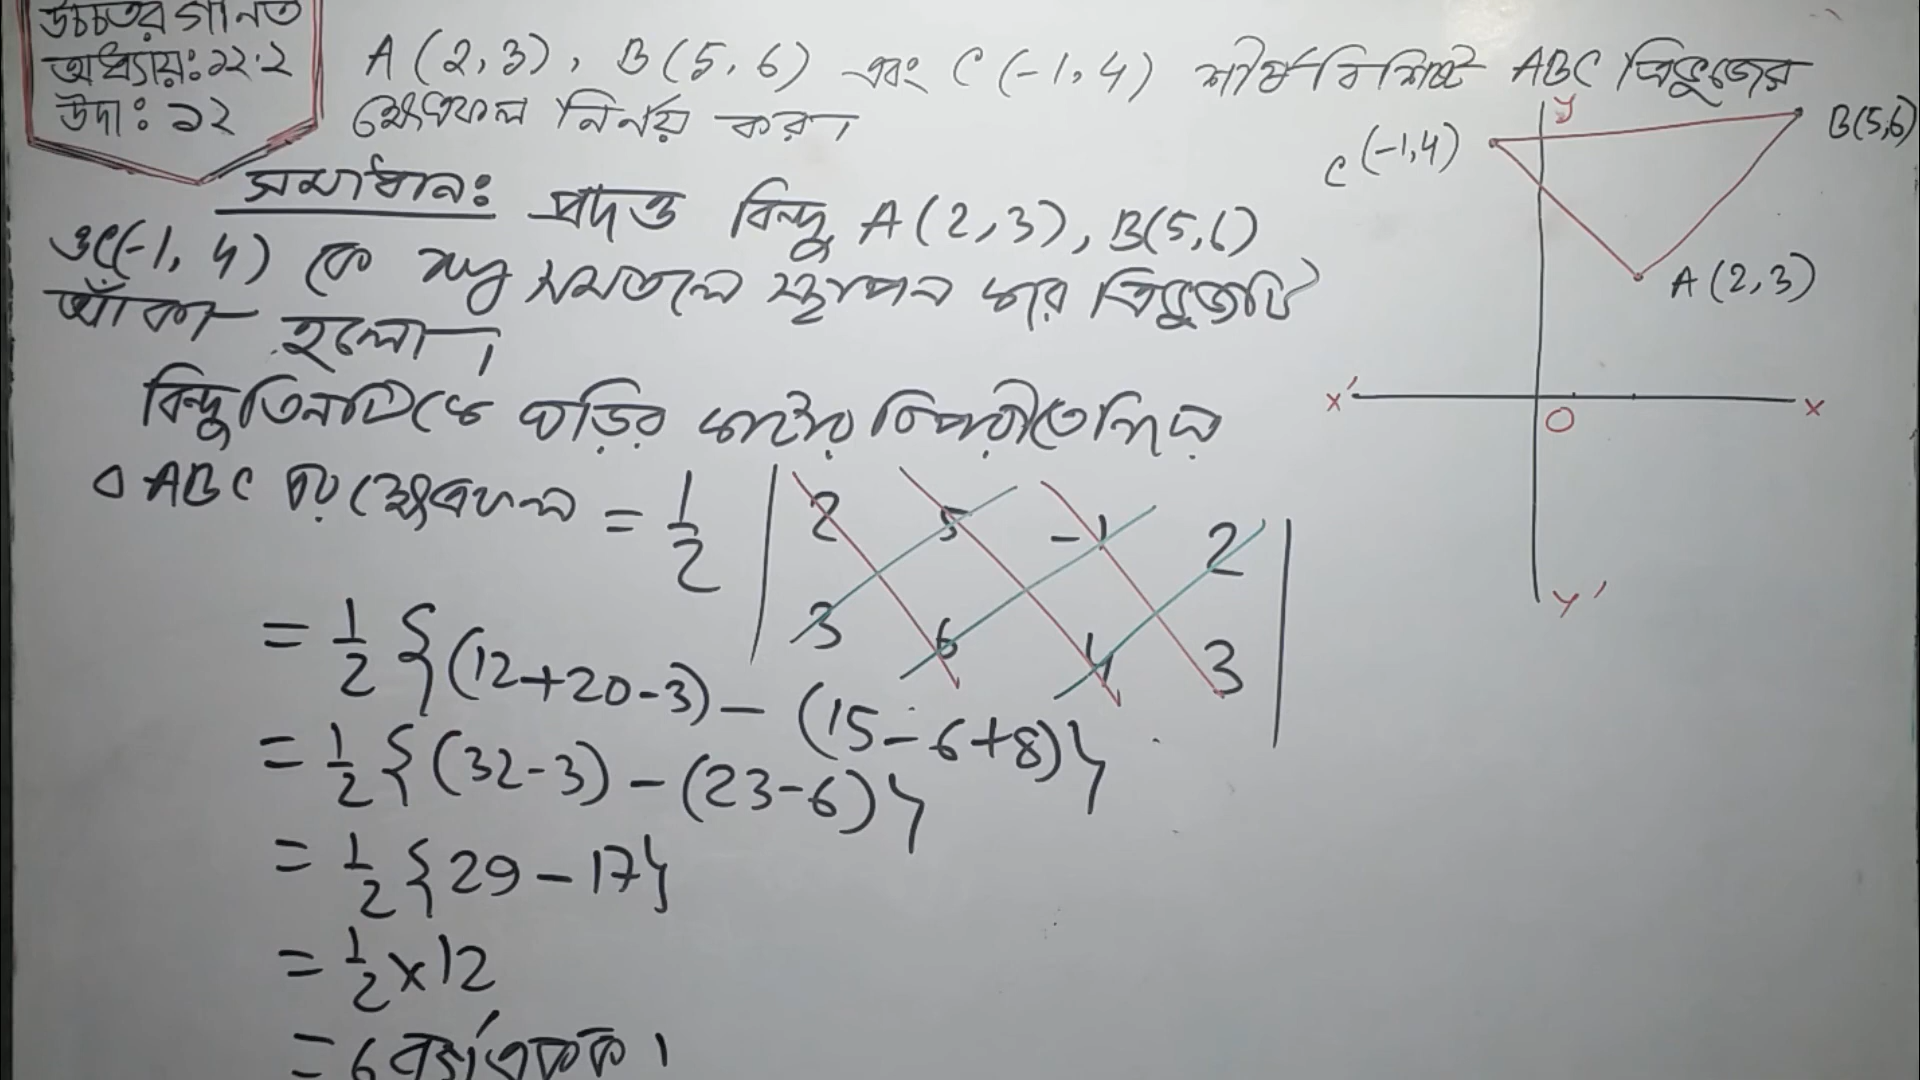 উচ্চতর গনিত
অধ্যায়ঃ ১২.২
উদাঃ ১২
A (2,3), B(5,6) এবং C(-1,4) শীর্ষবিশিষ্ট ABC ত্রিভুজের
ক্ষেত্রফল নির্ণয় কর।
সমাধানঃ প্রদত্ত বিন্দু A(2,3), B(5,6)
ও C(-1,4) কে xy সমতলে স্থাপন করে ত্রিভুজটি
আঁকা হলো।
বিন্দু তিনটিকে ঘড়ির কাটার বিপরীতে নিয়ে
Δ ABC এর ক্ষেত্রফল = 1/2 | 2 5 -1 2
3 6 4 3 |
= 1/2 {(12+20-3) - (15-6+8)}
= 1/2 {(32-3) - (23-6)}
= 1/2 {29-17}
= 1/2 x 12
= 6 বর্গ একক।
y
B(5,6)
C (-1,4)
A(2,3)
x'
O
x
y'